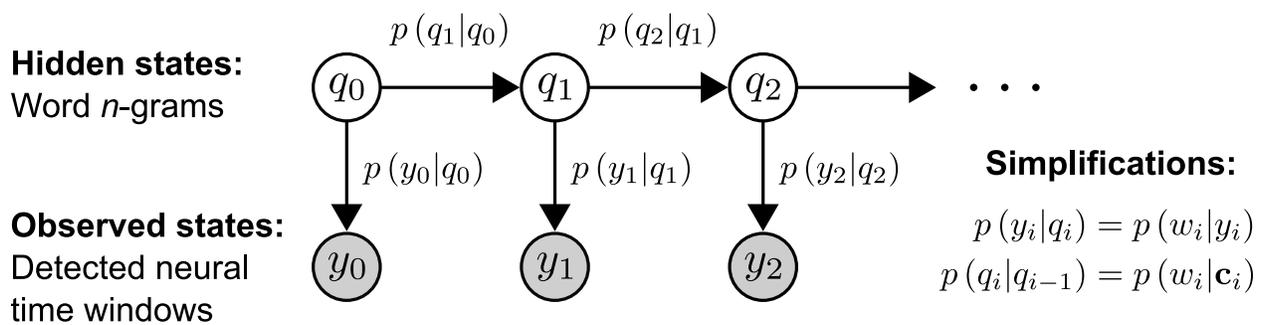 p (q₁|q₀) p (q₂|q₁)
Hidden states:
Word n-grams
q₀ q₁ q₂ · · ·
p (y₀|q₀) p (y₁|q₁) p (y₂|q₂)
Simplifications:
p (yᵢ|qᵢ) = p (wᵢ|yᵢ)
p (qᵢ|qᵢ₋₁) = p (wᵢ|cᵢ)
Observed states:
Detected neural
time windows
y₀ y₁ y₂